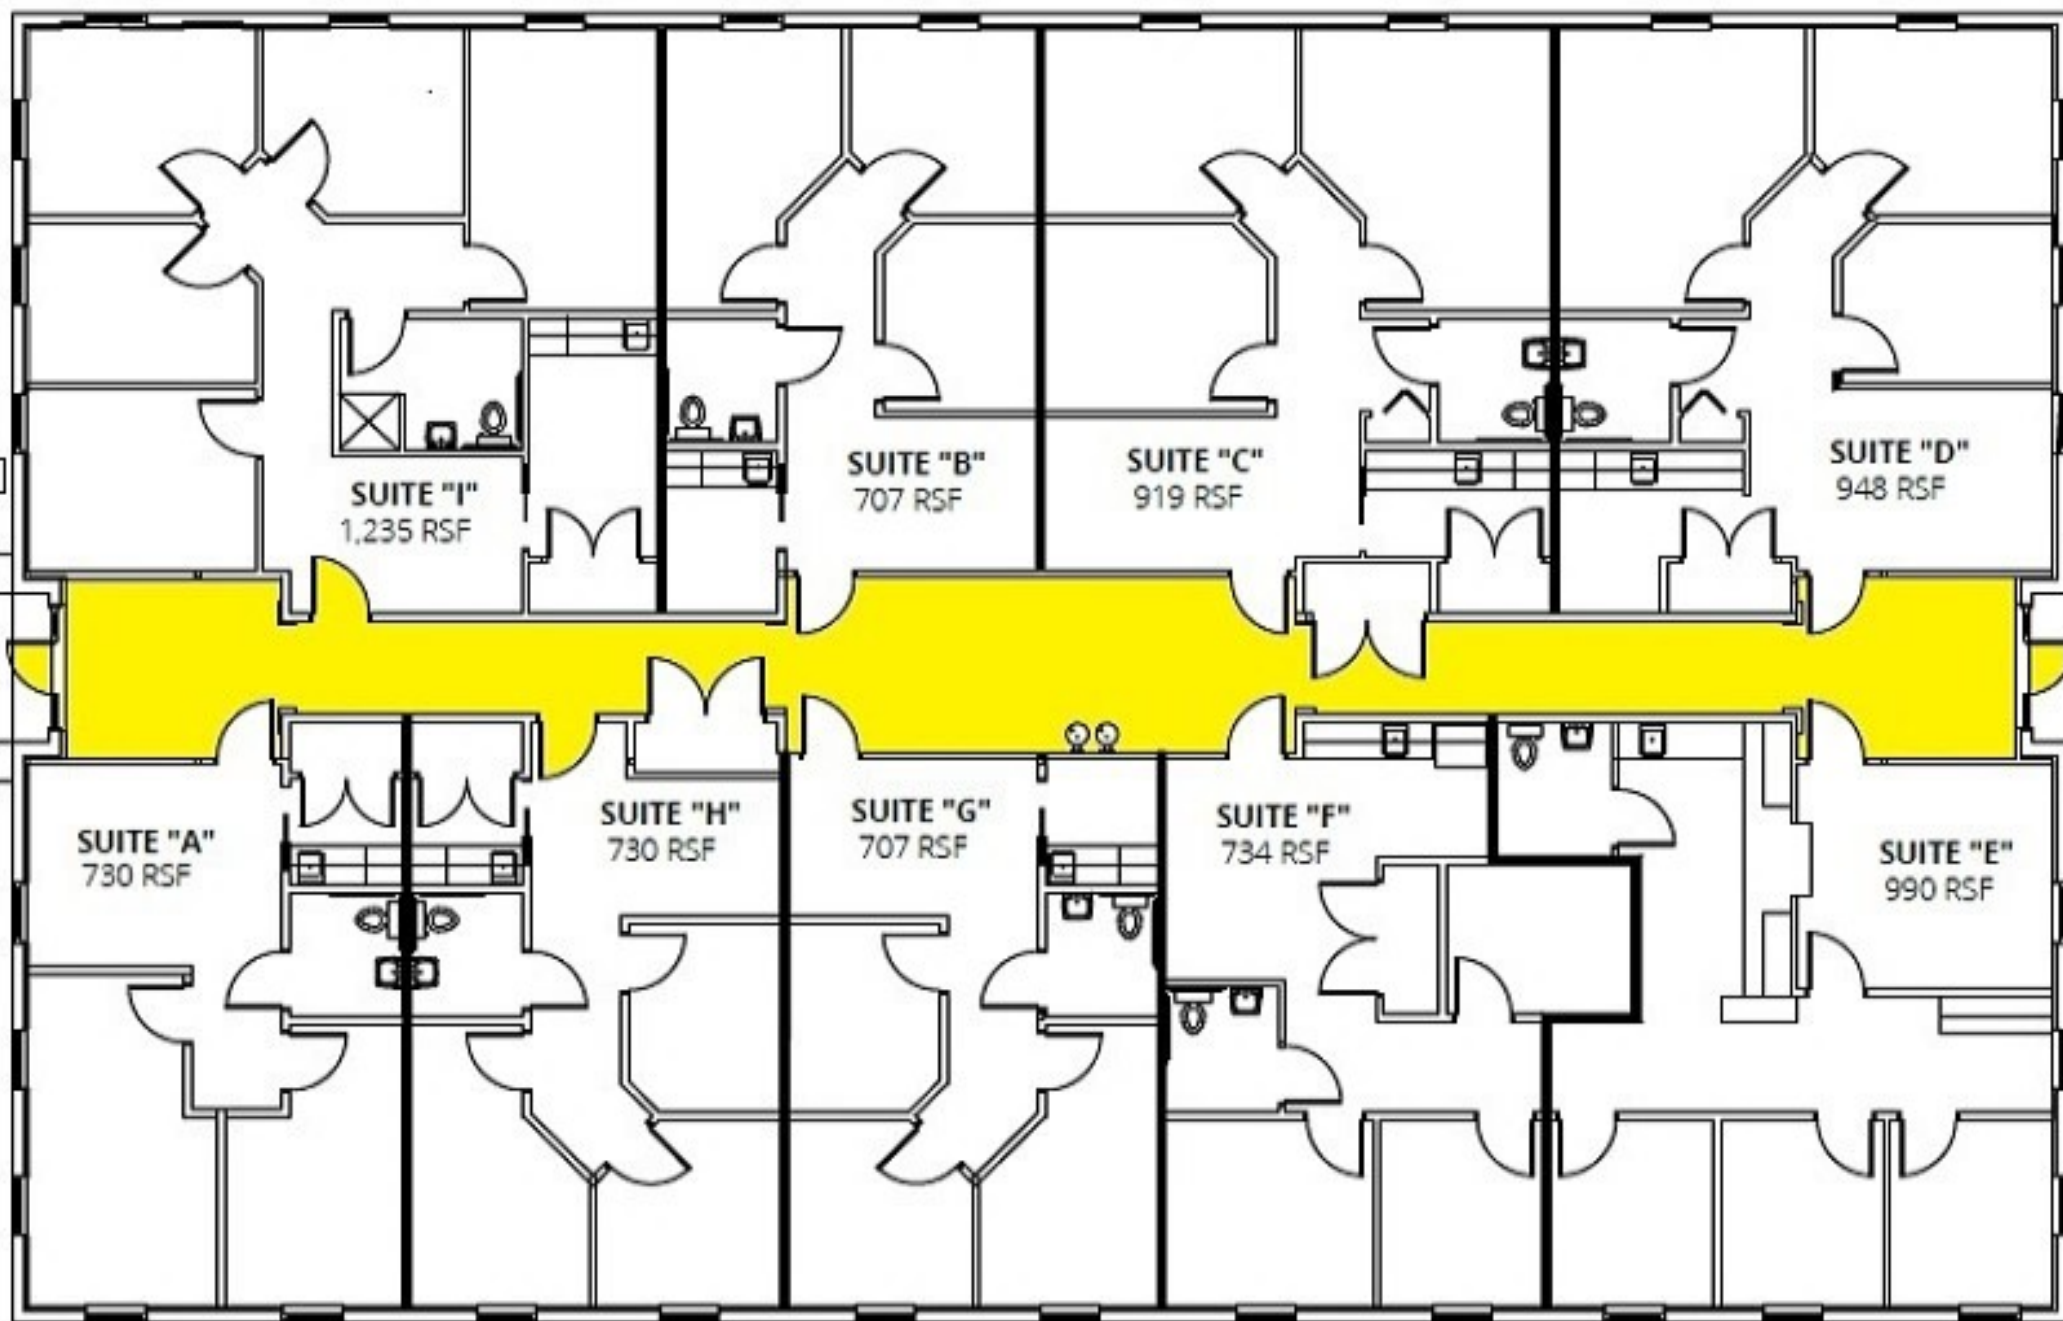 SUITE "B"
707 RSF
SUITE "C"
919 RSF
SUITE "D"
948 RSF
SUITE "I"
1,235 RSF
SUITE "A"
730 RSF
SUITE "H"
730 RSF
SUITE "G"
707 RSF
SUITE "F"
734 RSF
SUITE "E"
990 RSF